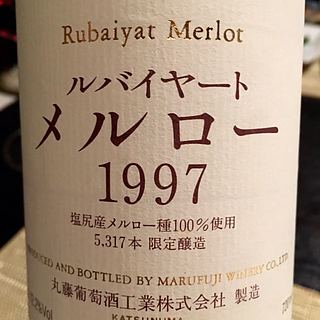 Rubaiyat Merlot
ルバイヤート
メルロー
1997
塩尻産メルロー種100%使用
5,317本 限定醸造
AND BOTTLED BY MARUFUJI WINERY CO.,LTD.
丸藤葡萄酒工業株式会社 製造
KATSUNUMA